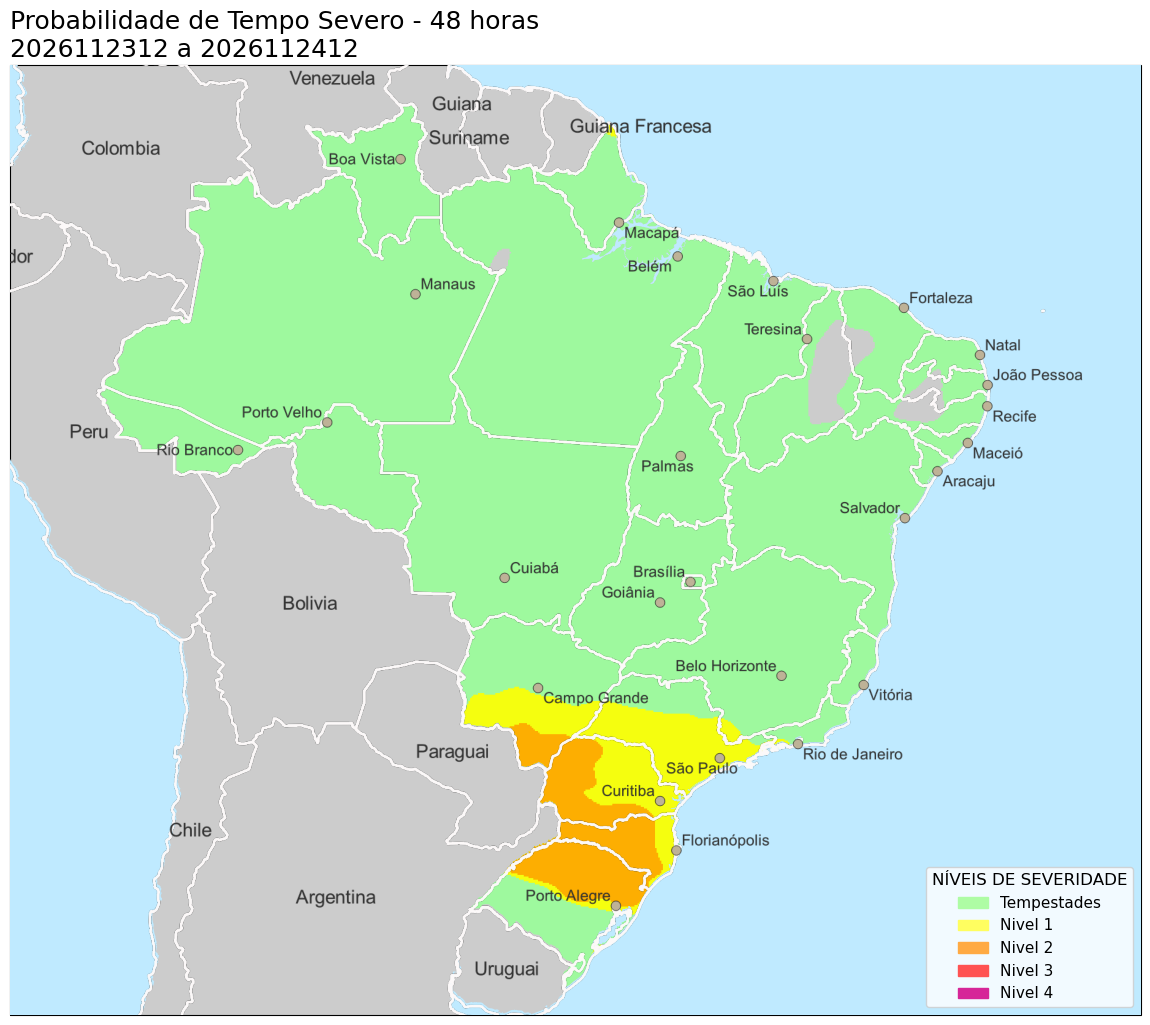 Probabilidade de Tempo Severo - 48 horas
2026112312 a 2026112412
Venezuela
Guiana
Guiana Francesa
Suriname
Colombia
Boa Vista
Macapá
dor
Belém
Manaus
São Luís
Fortaleza
Teresina
Natal
João Pessoa
Porto Velho
Recife
Peru
Rio Branco
Maceió
Palmas
Aracaju
Salvador
Cuiabá
Brasília
Goiânia
Bolivia
Belo Horizonte
Vitória
Campo Grande
Paraguai
Rio de Janeiro
São Paulo
Curitiba
Chile
Florianópolis
Argentina
Porto Alegre
Uruguai
NÍVEIS DE SEVERIDADE
Tempestades
Nivel 1
Nivel 2
Nivel 3
Nivel 4